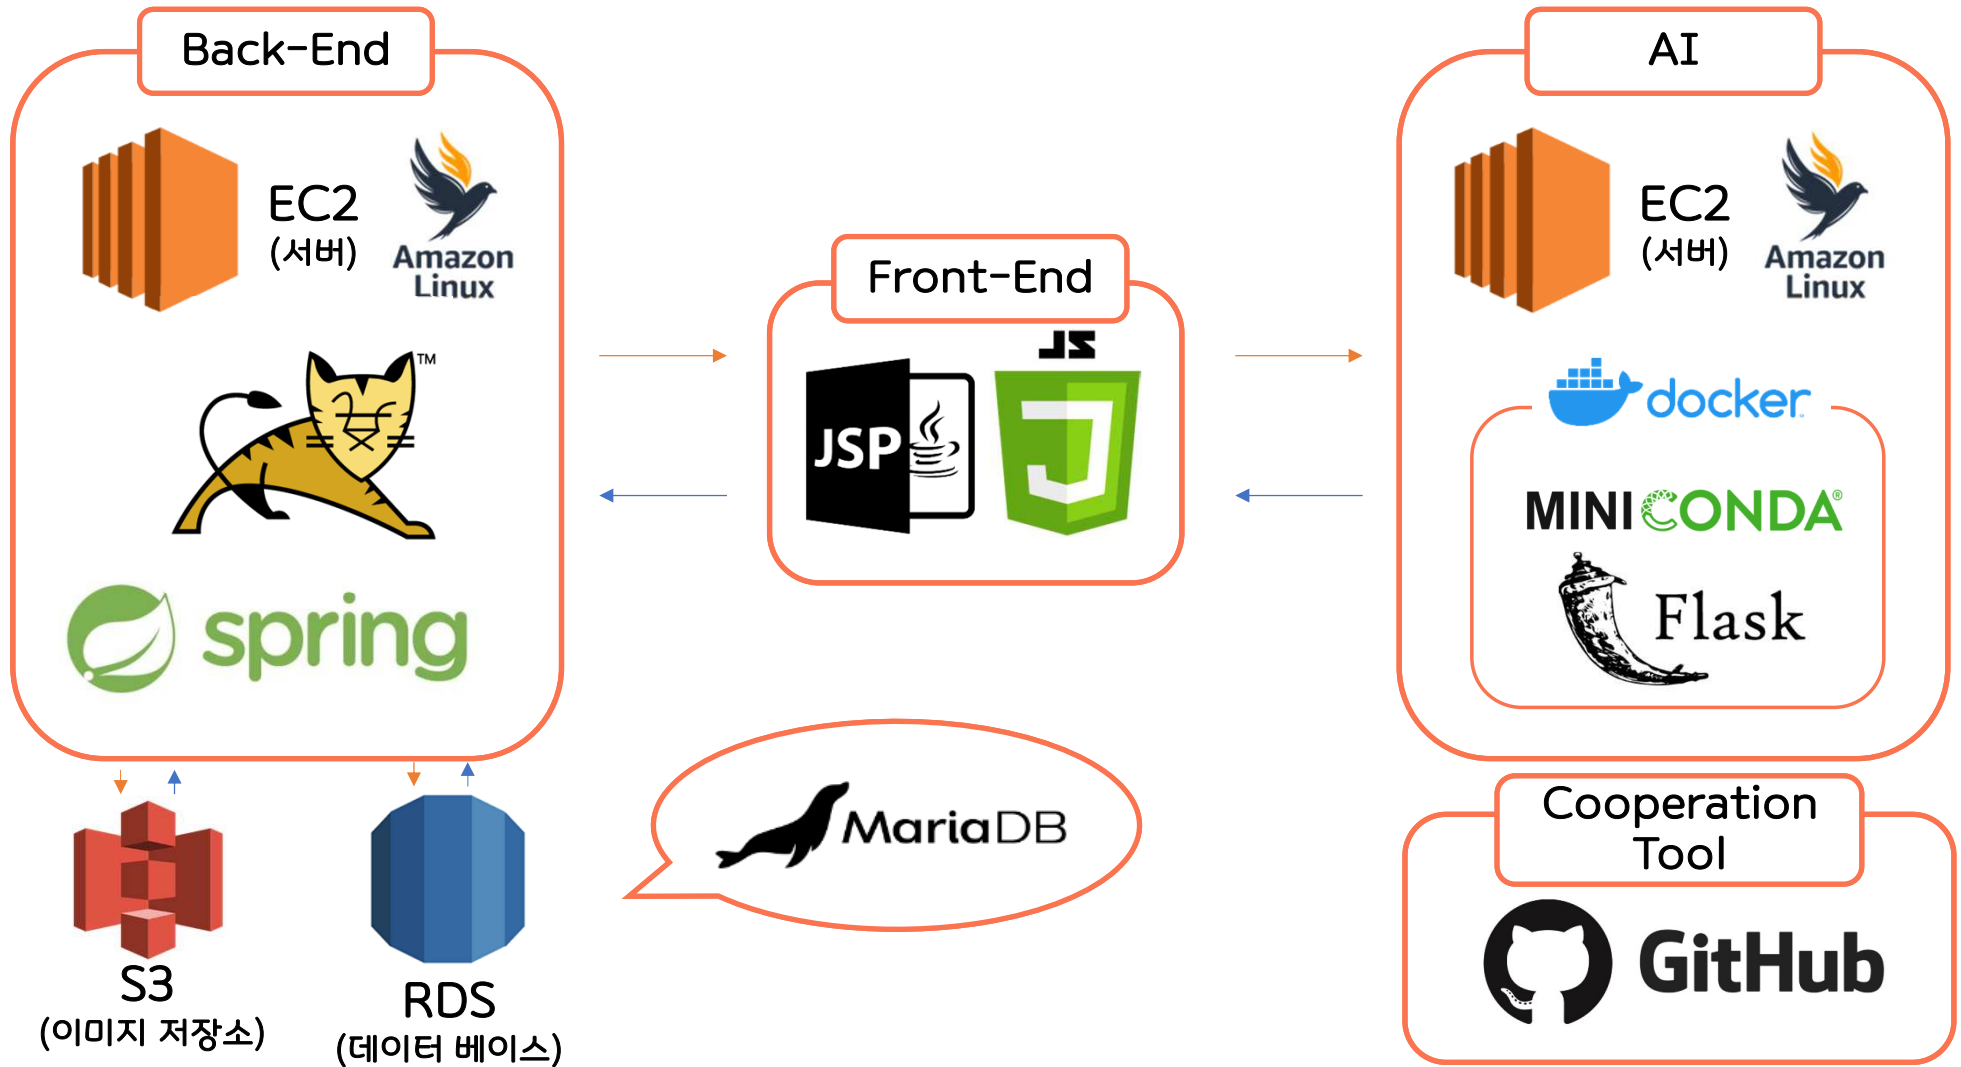 Back-End
EC2
(서버)
Amazon
Linux
TM
spring
S3
(이미지 저장소)
RDS
(데이터 베이스)
Front-End
JSP
JS
MariaDB
AI
EC2
(서버)
Amazon
Linux
docker
MINICONDA®
Flask
Cooperation
Tool
GitHub